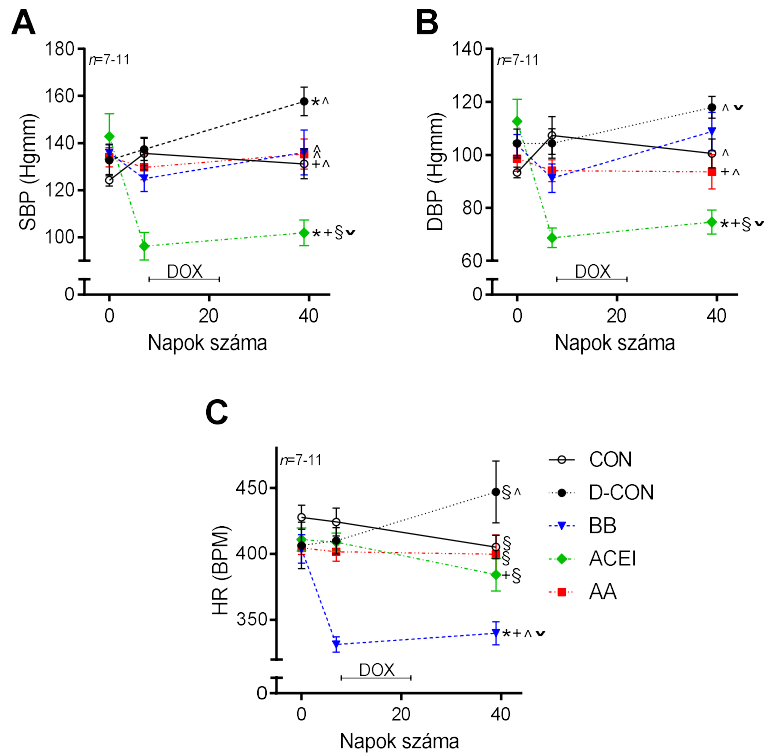 A
n=7-11
SBP (Hgmm)
180
160
140
120
100
0
*^
^
^
+^
*+§˅
DOX
0 20 40
Napok száma
B
n=7-11
DBP (Hgmm)
140
120
100
80
60
0
^˅
^
+^
*+§˅
DOX
0 20 40
Napok száma
C
n=7-11
HR (BPM)
450
400
350
0
§^
§
§
+§
*+^˅
DOX
0 20 40
Napok száma
CON
D-CON
BB
ACEI
AA